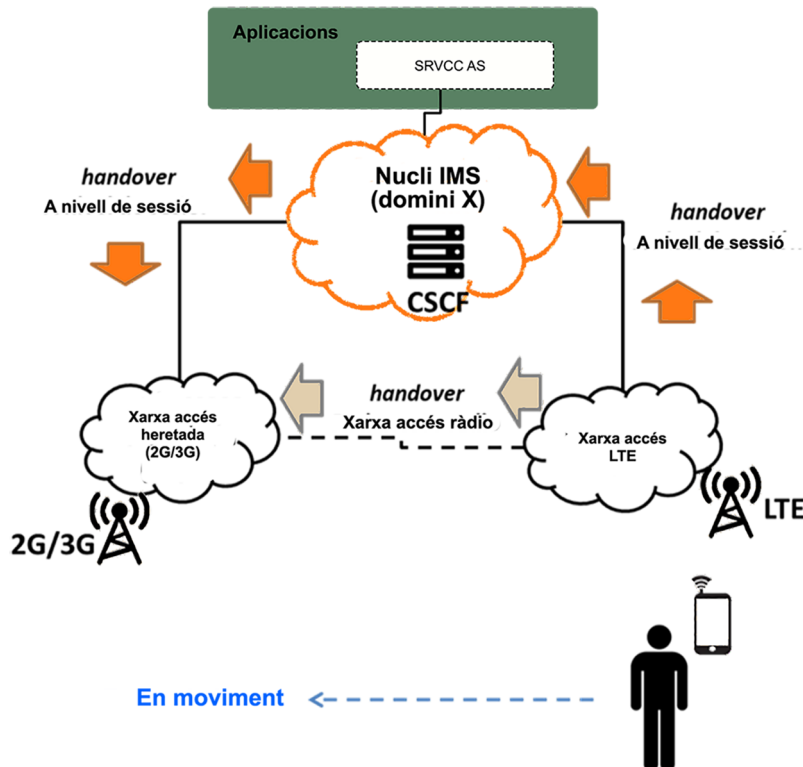 Aplicacions
SRVCC AS
Nucli IMS
(domini X)
CSCF
handover
A nivell de sessió
handover
A nivell de sessió
handover
Xarxa accés ràdio
Xarxa accés
heretada
(2G/3G)
Xarxa accés
LTE
2G/3G
LTE
En moviment